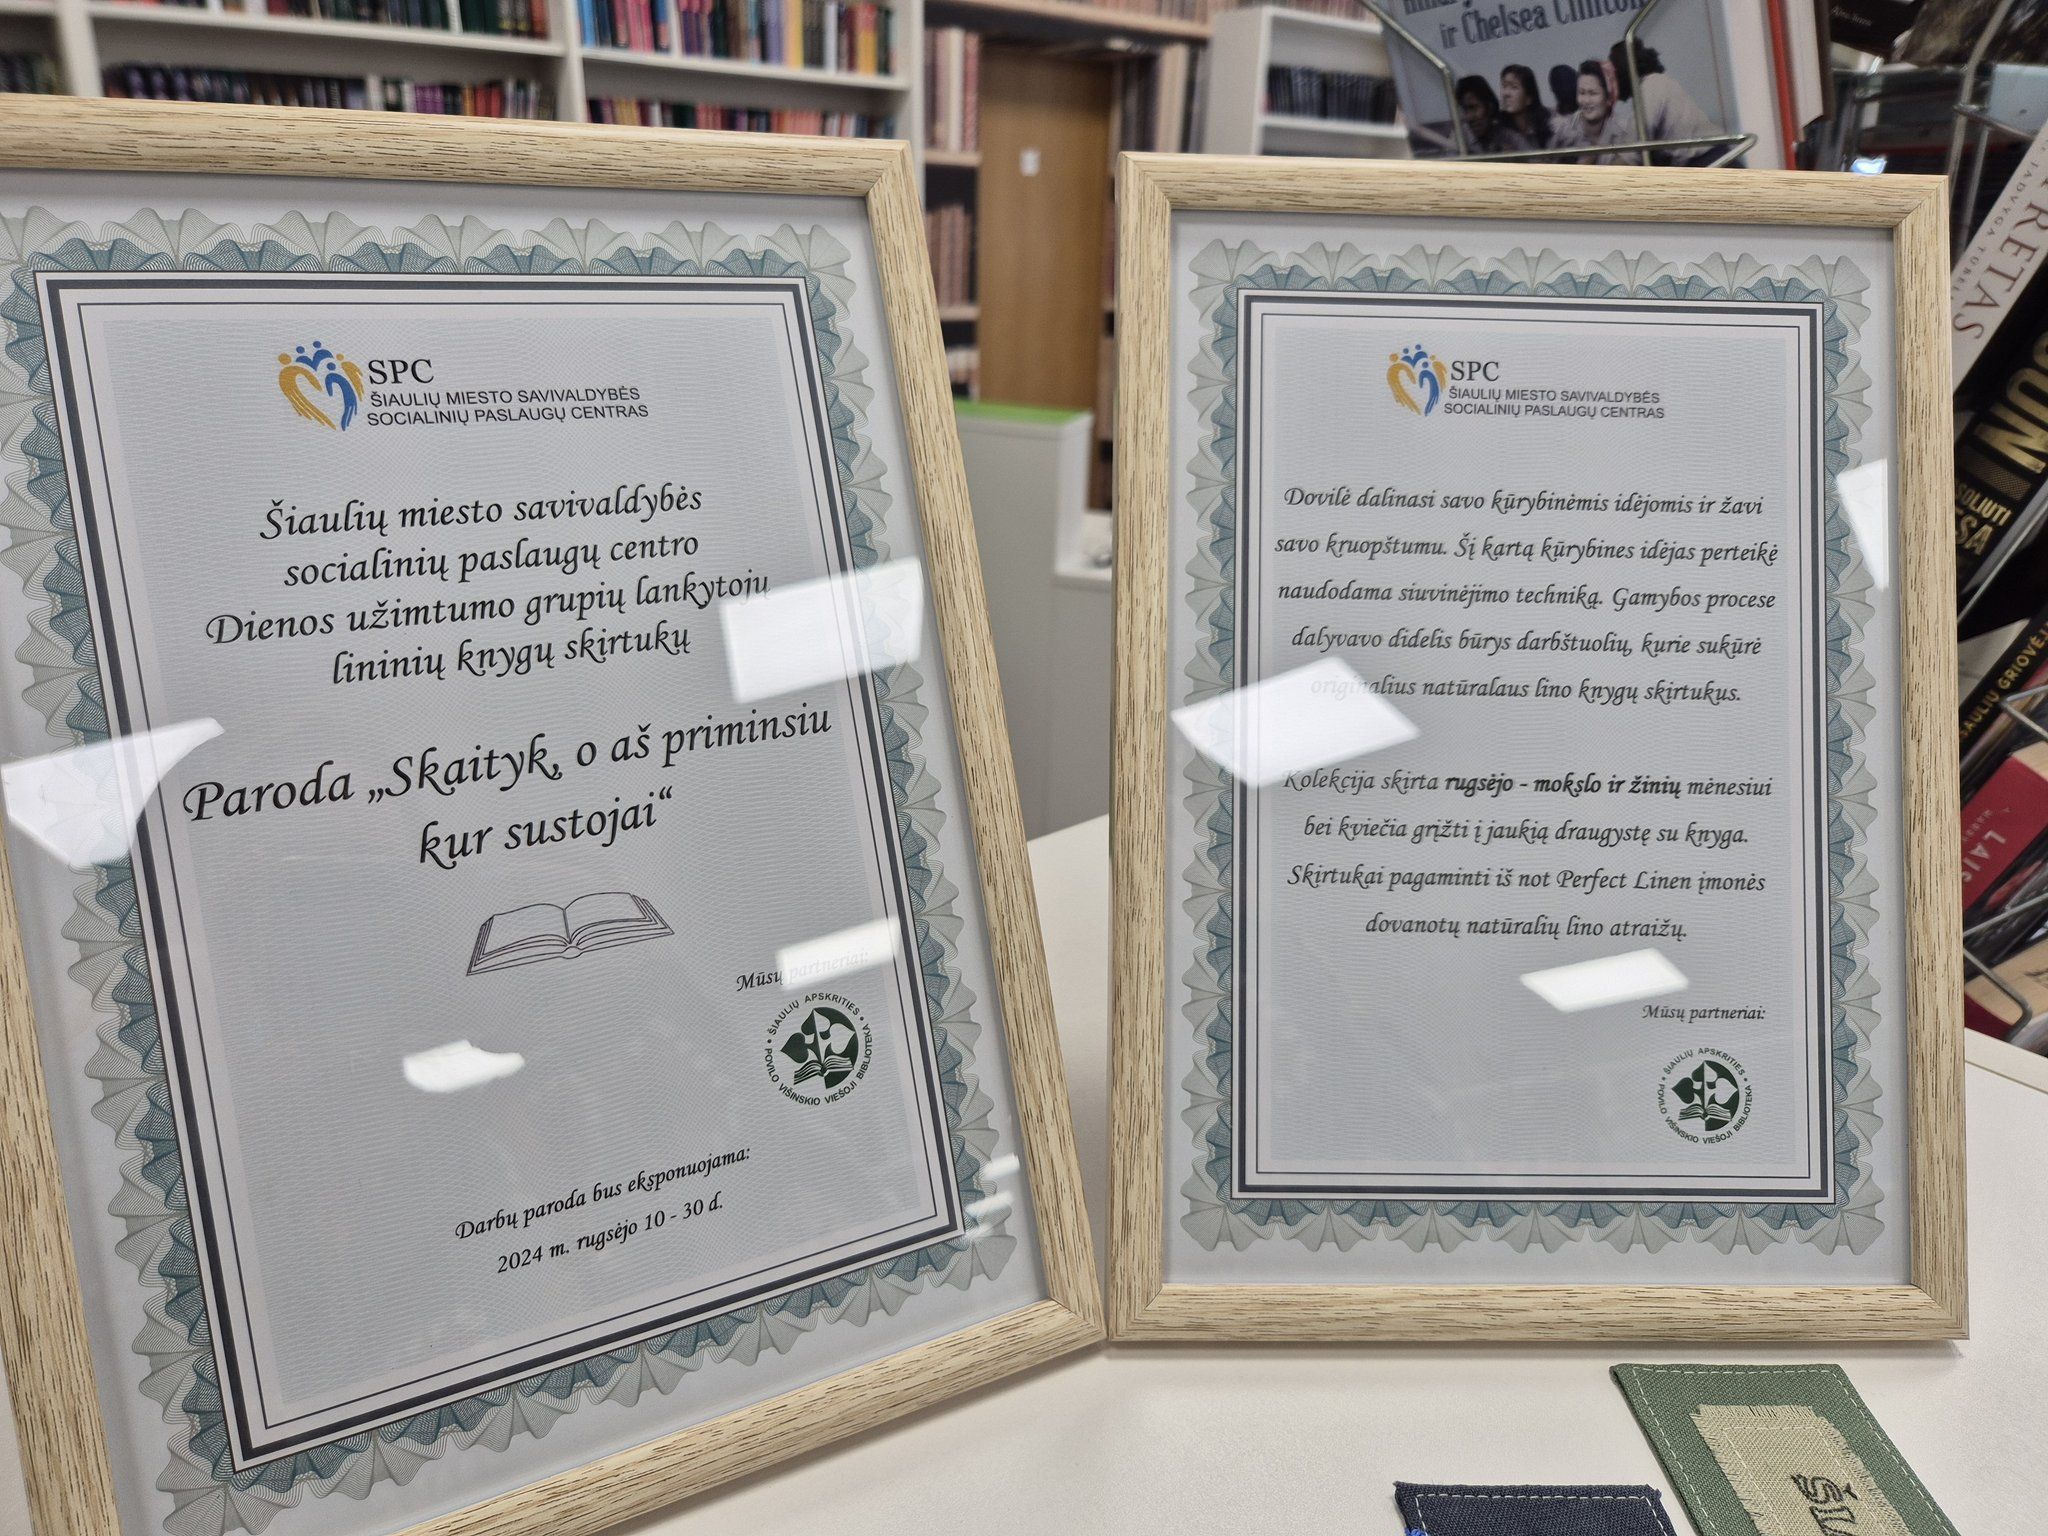 SPC
ŠIAULIŲ MIESTO SAVIVALDYBĖS
SOCIALINIŲ PASLAUGŲ CENTRAS
Šiaulių miesto savivaldybės
socialinių paslaugų centro
Dienos užimtumo grupių lankytojų
lininių knygų skirtukų
Paroda „Skaityk, o aš priminsiu
kur sustojai“
Mūsų partneriai:
ŠIAULIŲ APSKRITIES
POVILO VIŠINSKIO VIEŠOJI BIBLIOTEKA
Darbų paroda bus eksponuojama:
2024 m. rugsėjo 10 - 30 d.
SPC
ŠIAULIŲ MIESTO SAVIVALDYBĖS
SOCIALINIŲ PASLAUGŲ CENTRAS
Dovilė dalinasi savo kūrybinėmis idėjomis ir žavi
savo kruopštumu. Šį kartą kūrybines idėjas perteikė
naudodama siuvinėjimo techniką. Gamybos procese
dalyvavo didelis būrys darbštuolių, kurie sukūrė
originalius natūralaus lino knygų skirtukus.
Kolekcija skirta rugsėjo - mokslo ir žinių mėnesiui
bei kviečia grįžti į jaukią draugystę su knyga.
Skirtukai pagaminti iš not Perfect Linen įmonės
dovanotų natūralių lino atraižų.
Mūsų partneriai:
ŠIAULIŲ APSKRITIES
POVILO VIŠINSKIO VIEŠOJI BIBLIOTEKA
ir Chelsea Clinton